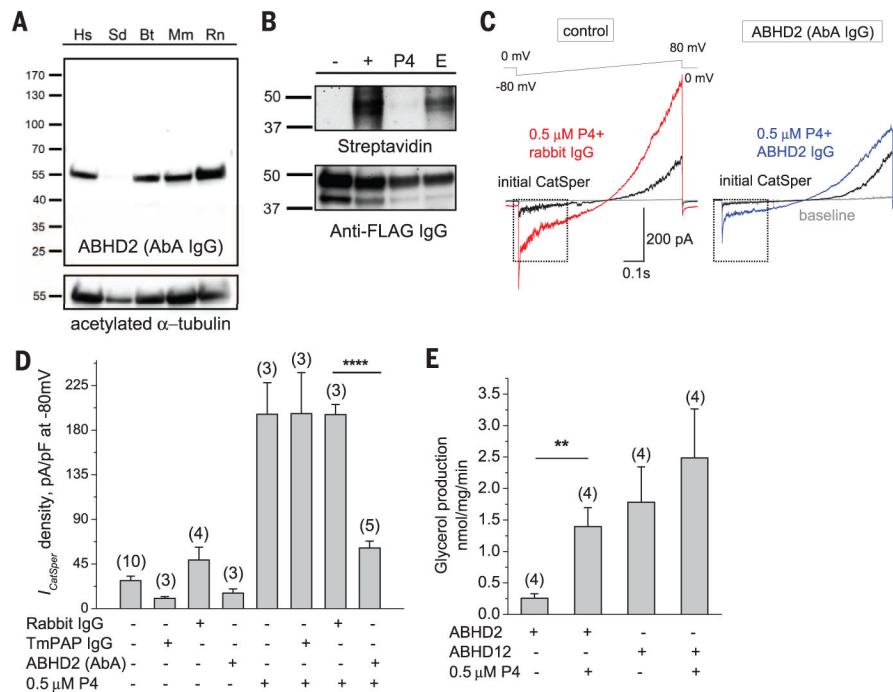 A
Hs Sd Bt Mm Rn
170
130
100
70
55
40
35
25
ABHD2 (AbA IgG)
55
acetylated α–tubulin
B
- + P4 E
50
37
Streptavidin
50
37
Anti-FLAG IgG
C
control
ABHD2 (AbA IgG)
0 mV
80 mV
-80 mV
0 mV
0.5 μM P4+
rabbit IgG
0.5 μM P4+
ABHD2 IgG
initial CatSper
initial CatSper
baseline
200 pA
0.1s
D
I CatSper density, pA/pF at -80mV
225
180
135
90
45
0
(10)
(3)
(4)
(3)
(3)
(3)
(3)
(5)
****
Rabbit IgG - - + - - - + -
TmPAP IgG - + - - - + - -
ABHD2 (AbA) - - - + - - - +
0.5 μM P4 - - - - + + + +
E
Glycerol production
nmol/mg/min
3.5
3.0
2.5
2.0
1.5
1.0
0.5
0.0
(4)
(4)
(4)
(4)
**
ABHD2 + + - -
ABHD12 - - + +
0.5 μM P4 - + - +